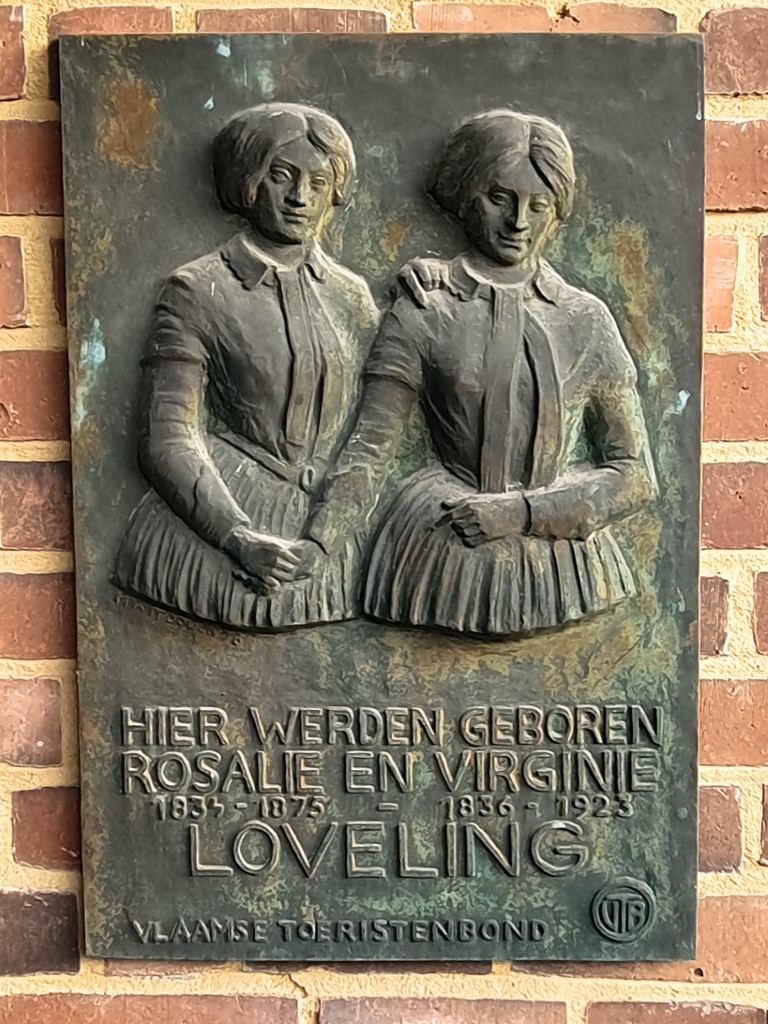 HIER WERDEN GEBOREN
ROSALIE EN VIRGINIE
1834-1875 - 1836-1923
LOVELING
VLAAMSE TOERISTENBOND
VTB